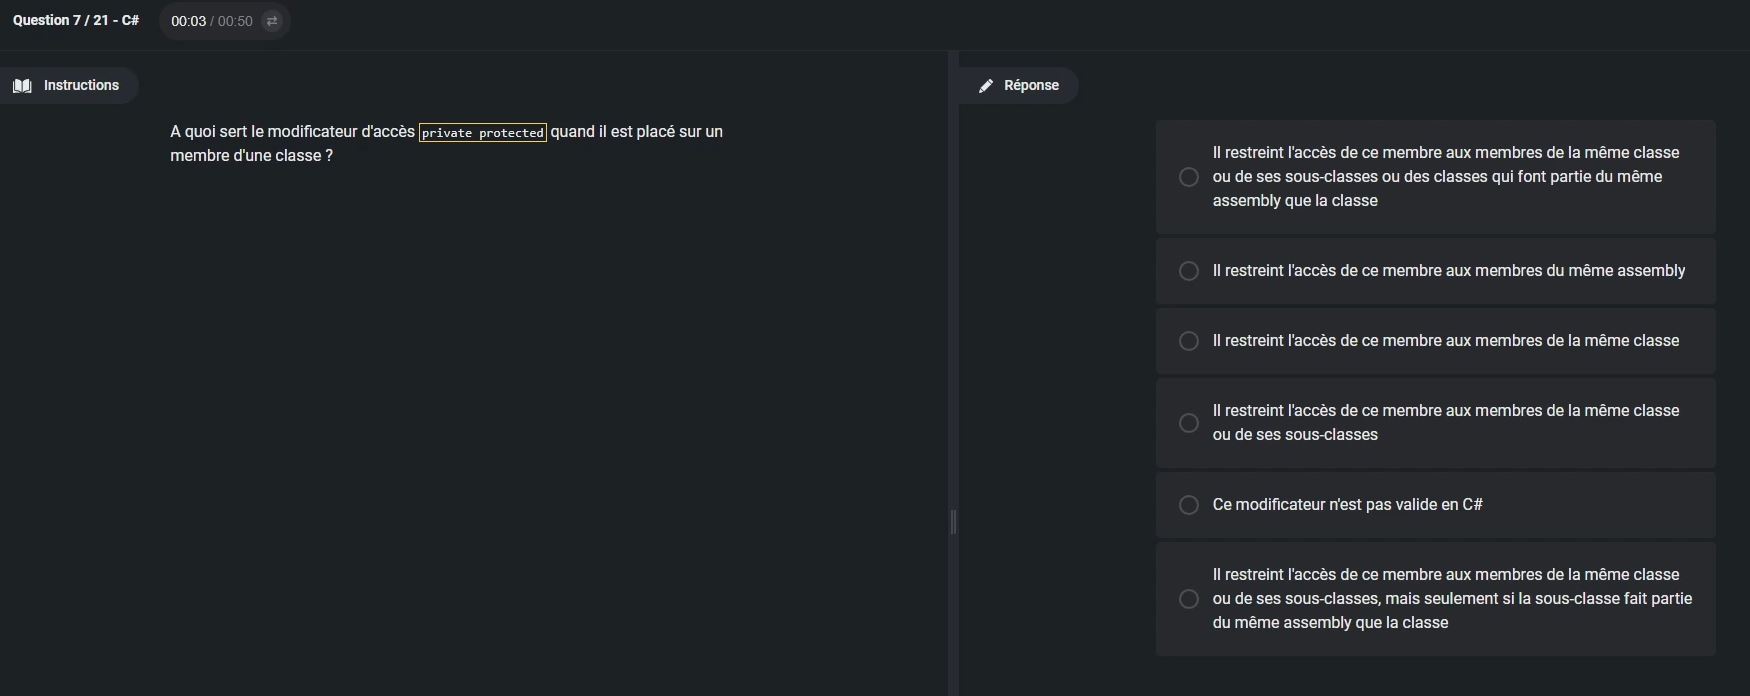 Question 7 / 21 - C#
00:03 / 00:50
Instructions
A quoi sert le modificateur d'accès private protected quand il est placé sur un
membre d'une classe ?
Réponse
Il restreint l'accès de ce membre aux membres de la même classe
ou de ses sous-classes ou des classes qui font partie du même
assembly que la classe
Il restreint l'accès de ce membre aux membres du même assembly
Il restreint l'accès de ce membre aux membres de la même classe
Il restreint l'accès de ce membre aux membres de la même classe
ou de ses sous-classes
Ce modificateur n'est pas valide en C#
Il restreint l'accès de ce membre aux membres de la même classe
ou de ses sous-classes, mais seulement si la sous-classe fait partie
du même assembly que la classe